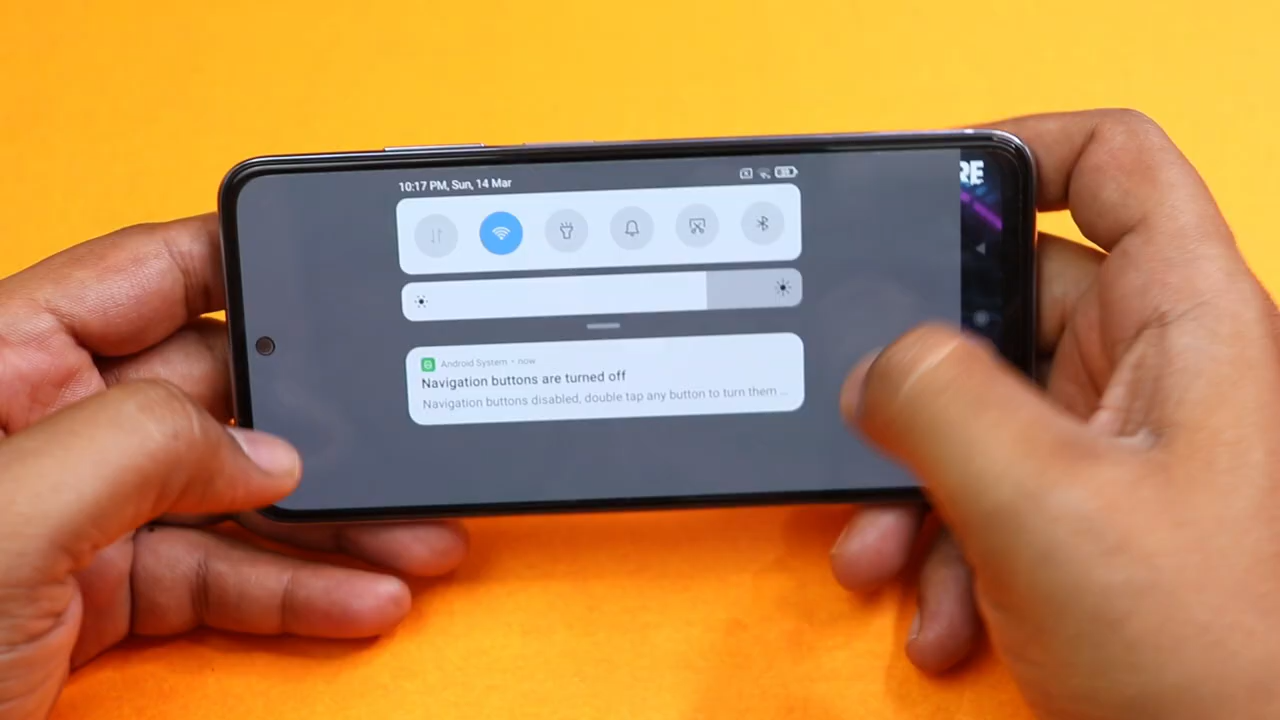 10:17 PM, Sun, 14 Mar
Android System • now
Navigation buttons are turned off
Navigation buttons disabled, double tap any button to turn them ...
RE